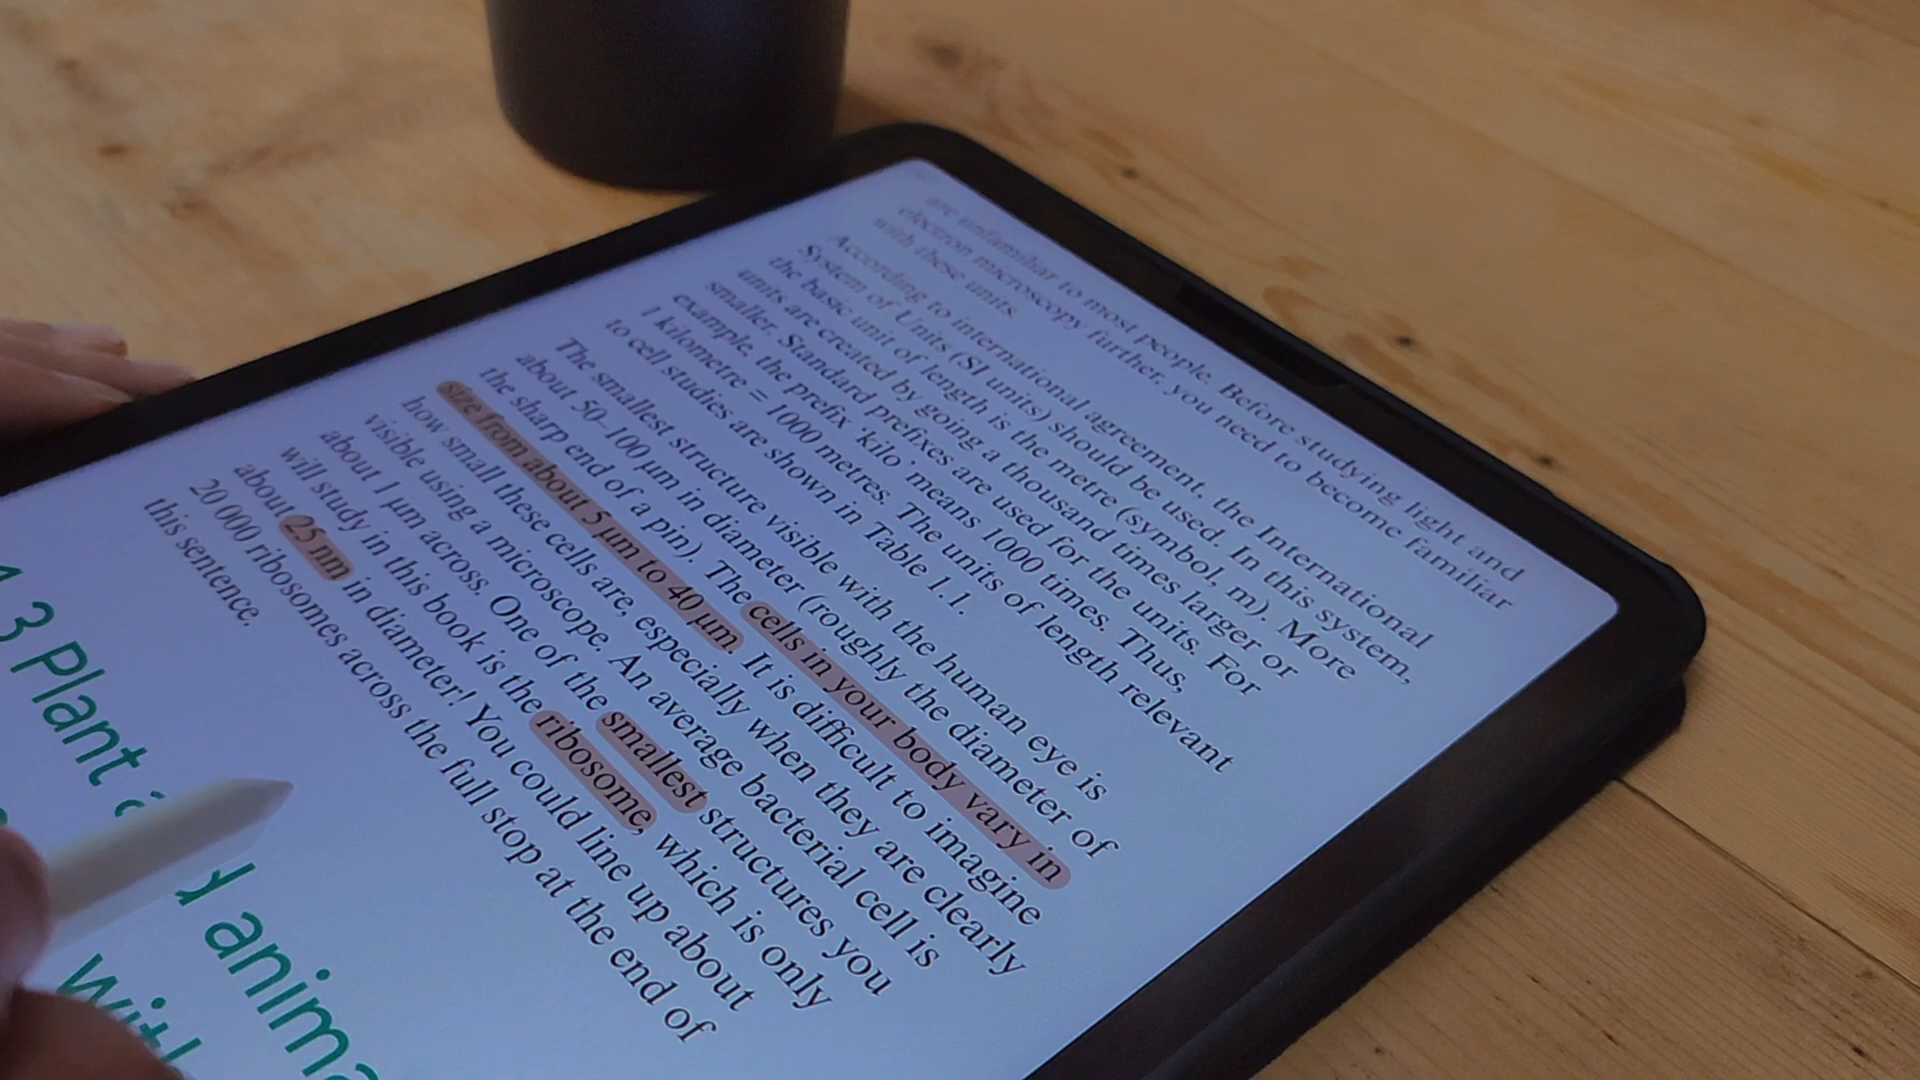 are unfamiliar to most people. Before studying light and
electron microscopy further, you need to become familiar
with these units.
According to international agreement, the International
System of Units (SI units) should be used. In this system,
the basic unit of length is the metre (symbol, m). More
units are created by going a thousand times larger or
smaller. Standard prefixes are used for the units. For
example, the prefix 'kilo' means 1000 times. Thus,
1 kilometre = 1000 metres. The units of length relevant
to cell studies are shown in Table 1.1.
The smallest structure visible with the human eye is
about 50–100 µm in diameter (roughly the diameter of
the sharp end of a pin). The cells in your body vary in
size from about 5 µm to 40 µm. It is difficult to imagine
how small these cells are, especially when they are clearly
visible using a microscope. An average bacterial cell is
about 1 µm across. One of the smallest structures you
will study in this book is the ribosome, which is only
about 25 nm in diameter! You could line up about
20 000 ribosomes across the full stop at the end of
this sentence.
3 Plant a d anima
with